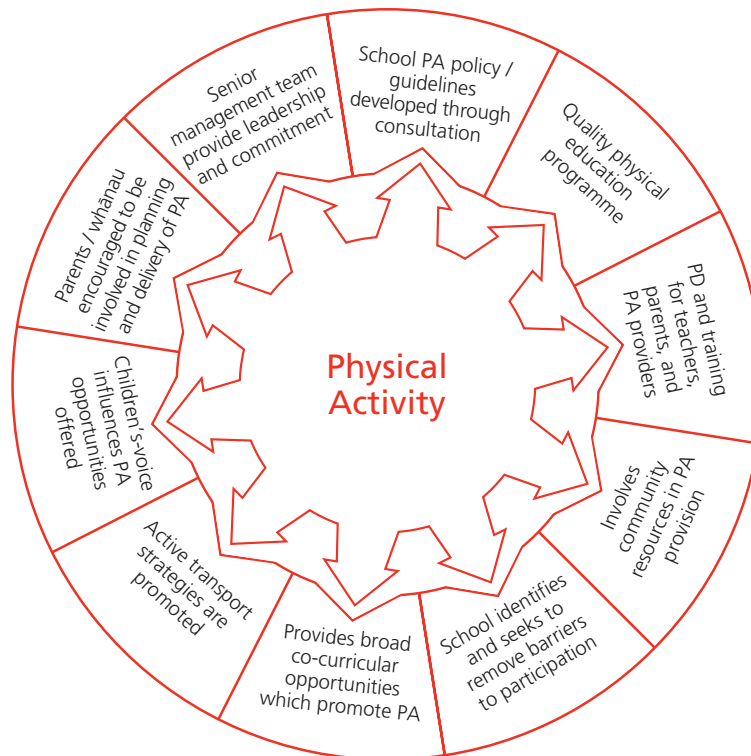 School PA policy /
guidelines
developed through
consultation
Quality physical
education
programme
PD and training
for teachers,
parents, and
PA providers
Involves
community
resources in PA
provision
School identifies
and seeks to
remove barriers
to participation
Provides broad
co-curricular
opportunities
which promote PA
Active transport
strategies are
promoted
Children's-voice
influences PA
opportunities
offered
Parents / whanau
encouraged to be
involved in planning
and delivery of PA
Senior
management team
provide leadership
and commitment
Physical
Activity